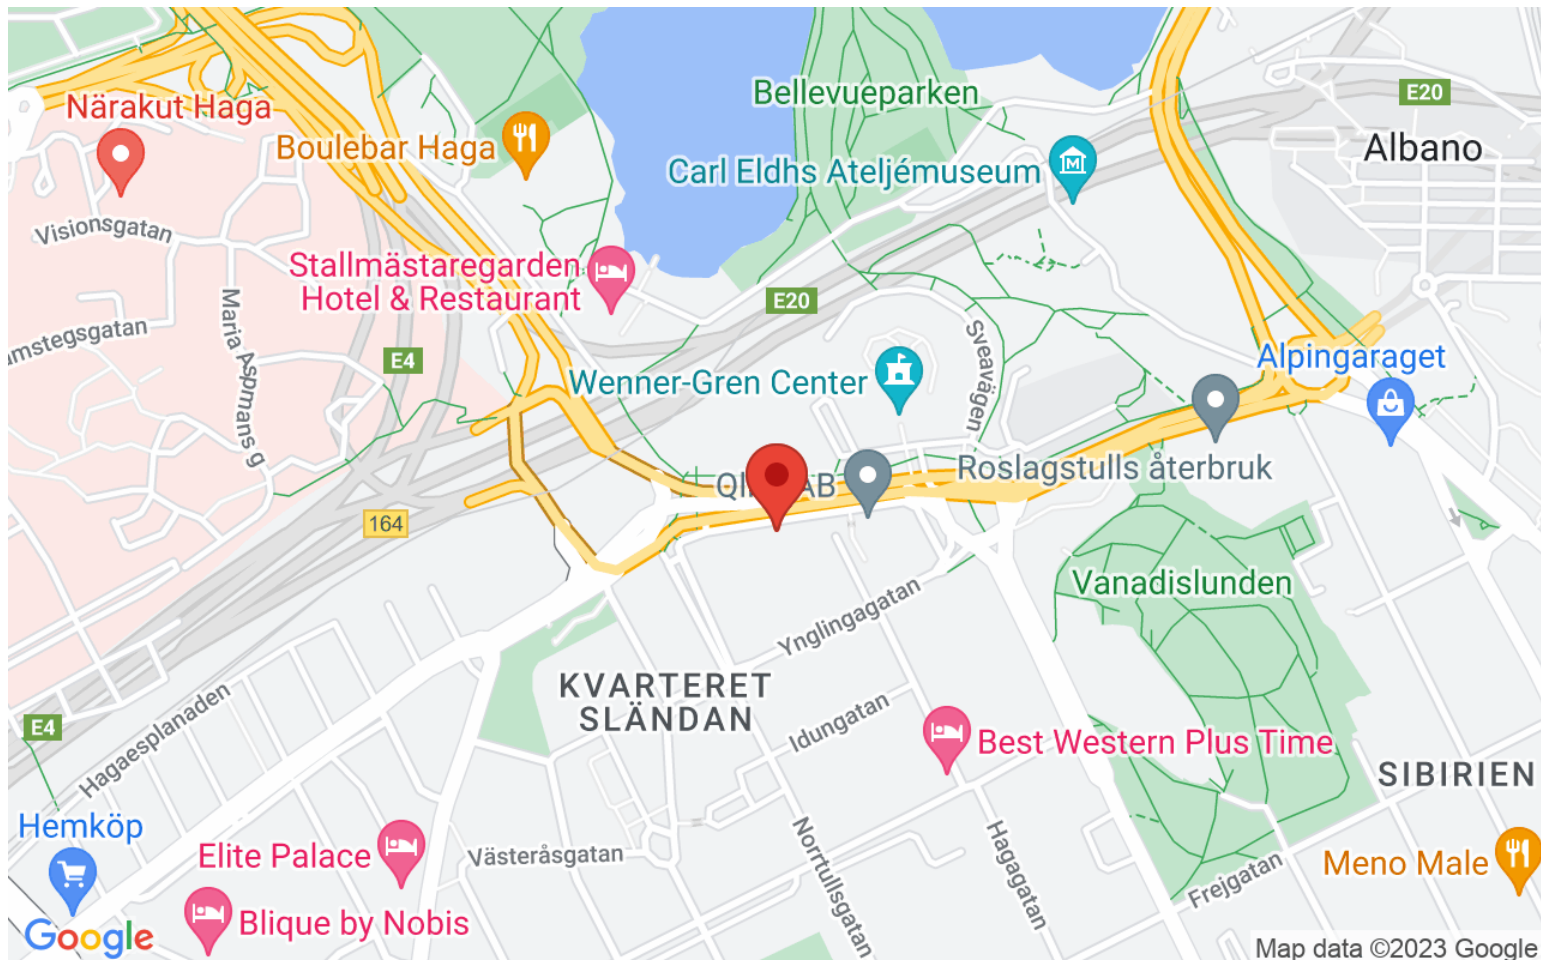 Närakut Haga
Boulebar Haga
Bellevueparken
E20
Albano
Carl Eldhs Ateljémuseum
Visionsgatan
Stallmästaregarden
Hotel & Restaurant
E20
Maria Aspmans g
amstegsgatan
E4
Sveavägen
Alpingaraget
Wenner-Gren Center
Roslagstulls återbruk
AB
164
Vanadislunden
Ynglingagatan
KVARTERET
SLÄNDAN
Idungatan
Hagaesplanaden
E4
Best Western Plus Time
SIBIRIEN
Hemköp
Elite Palace
Västeråsgatan
Norrtullsgatan
Hagagatan
Frejgatan
Meno Male
Blique by Nobis
Google
Map data ©2023 Google